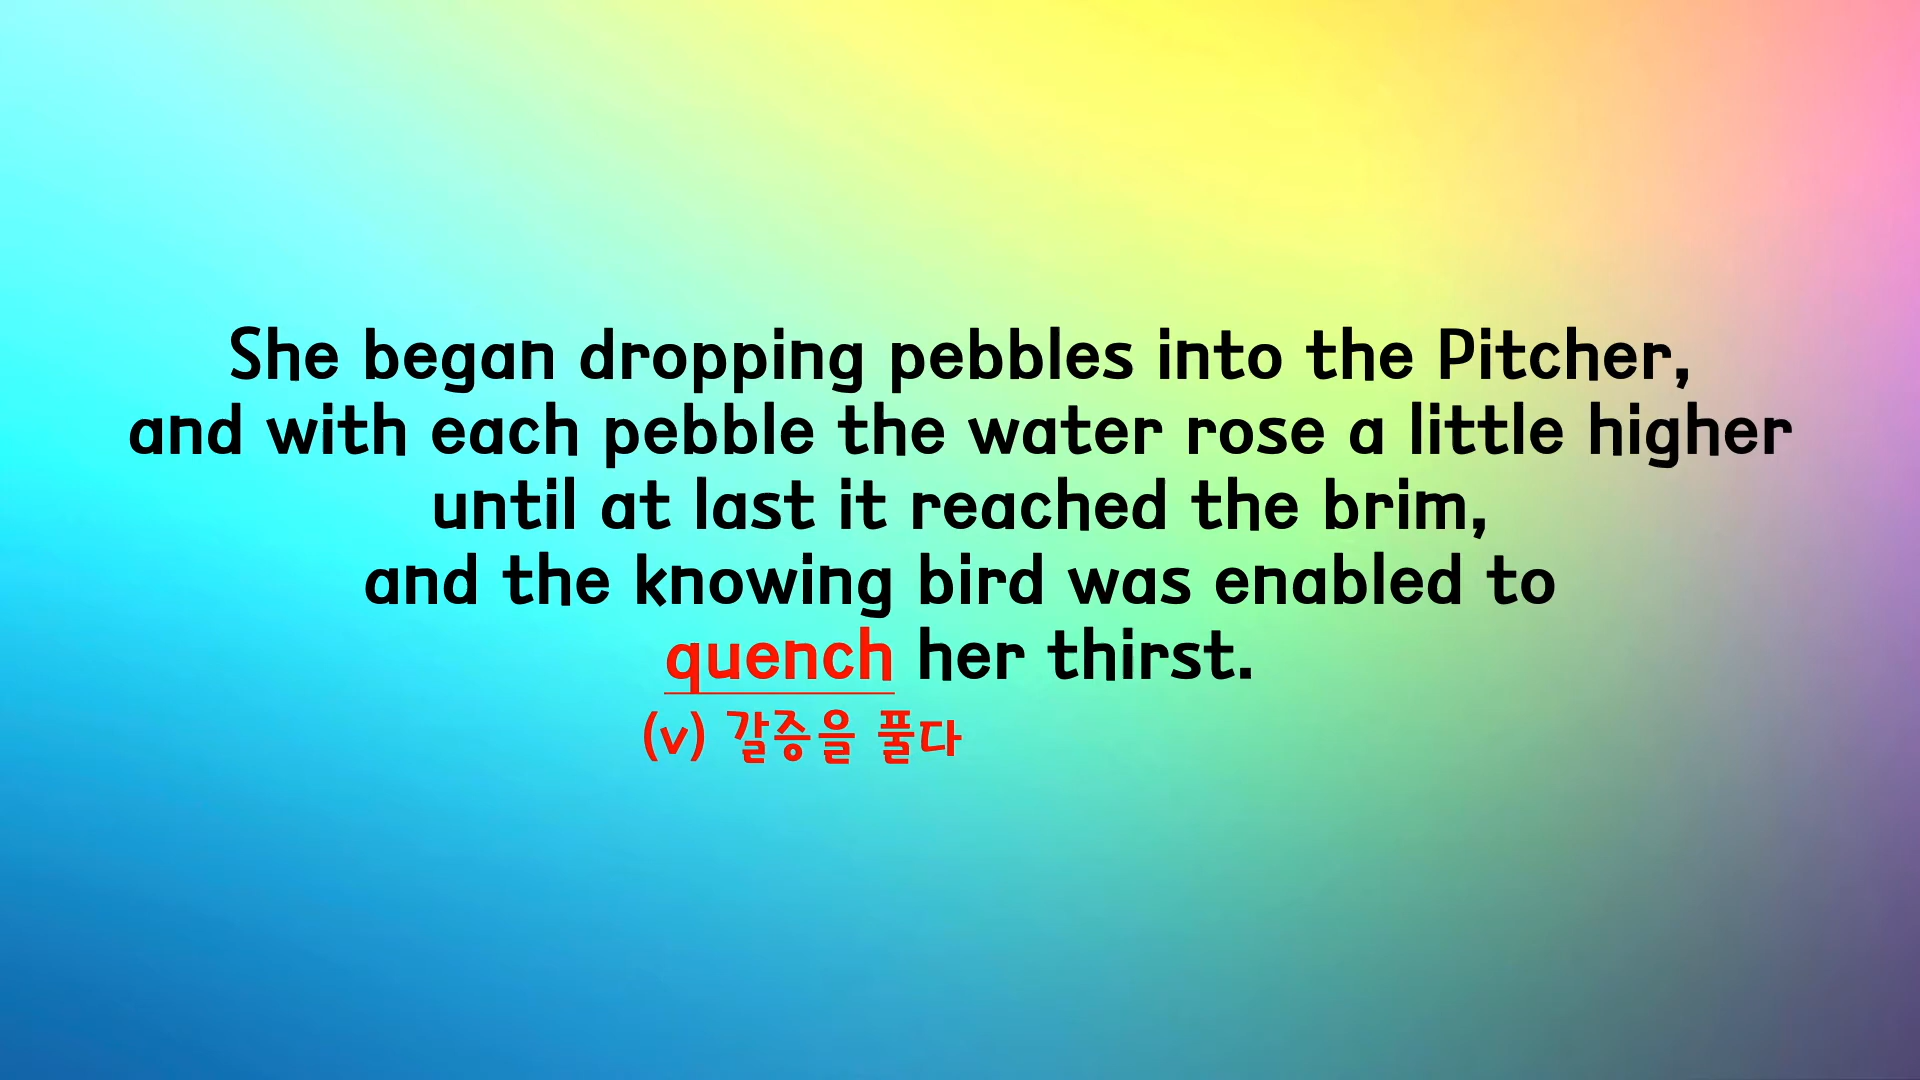 She began dropping pebbles into the Pitcher,
and with each pebble the water rose a little higher
until at last it reached the brim,
and the knowing bird was enabled to
quench her thirst.
(v) 갈증을 풀다